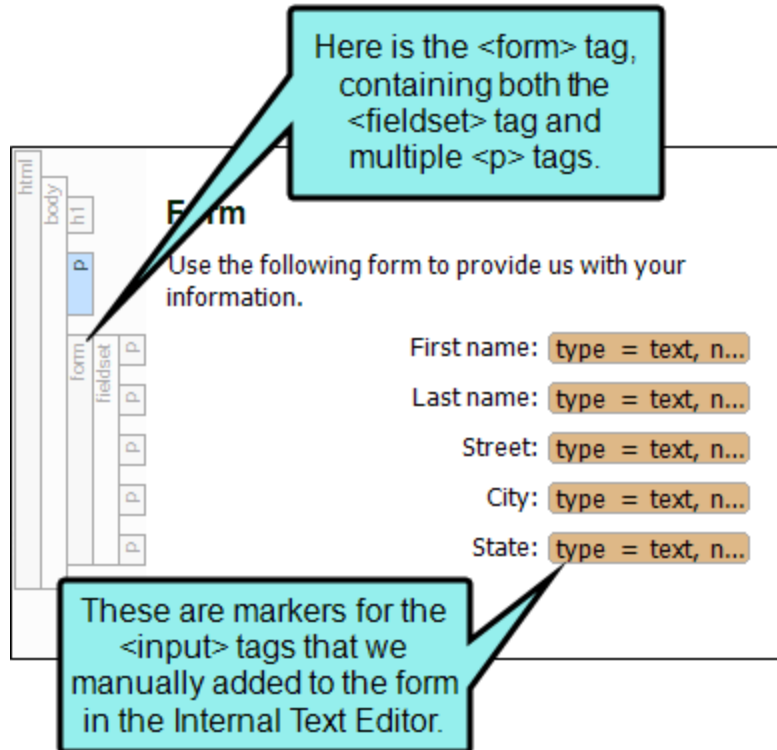 Here is the <form> tag,
containing both the
<fieldset> tag and
multiple <p> tags.
html
body
h1
Form
p
Use the following form to provide us with your
information.
form
fieldset
p
First name: type = text, n...
p
Last name: type = text, n...
p
Street: type = text, n...
p
City: type = text, n...
p
State: type = text, n...
These are markers for the
<input> tags that we
manually added to the form
in the Internal Text Editor.